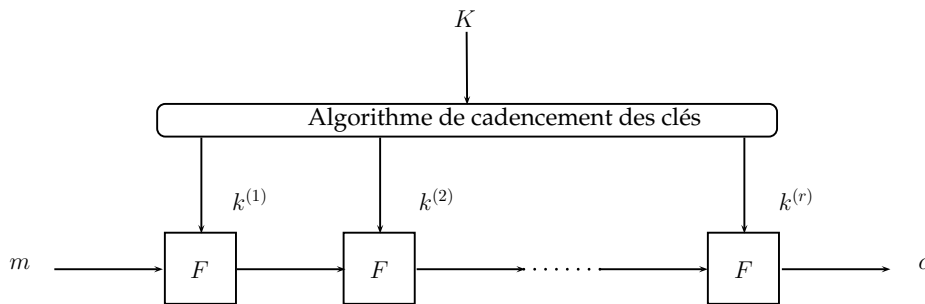 K
Algorithme de cadencement des clés
k^{(1)} k^{(2)} k^{(r)}
m F F ....... F c